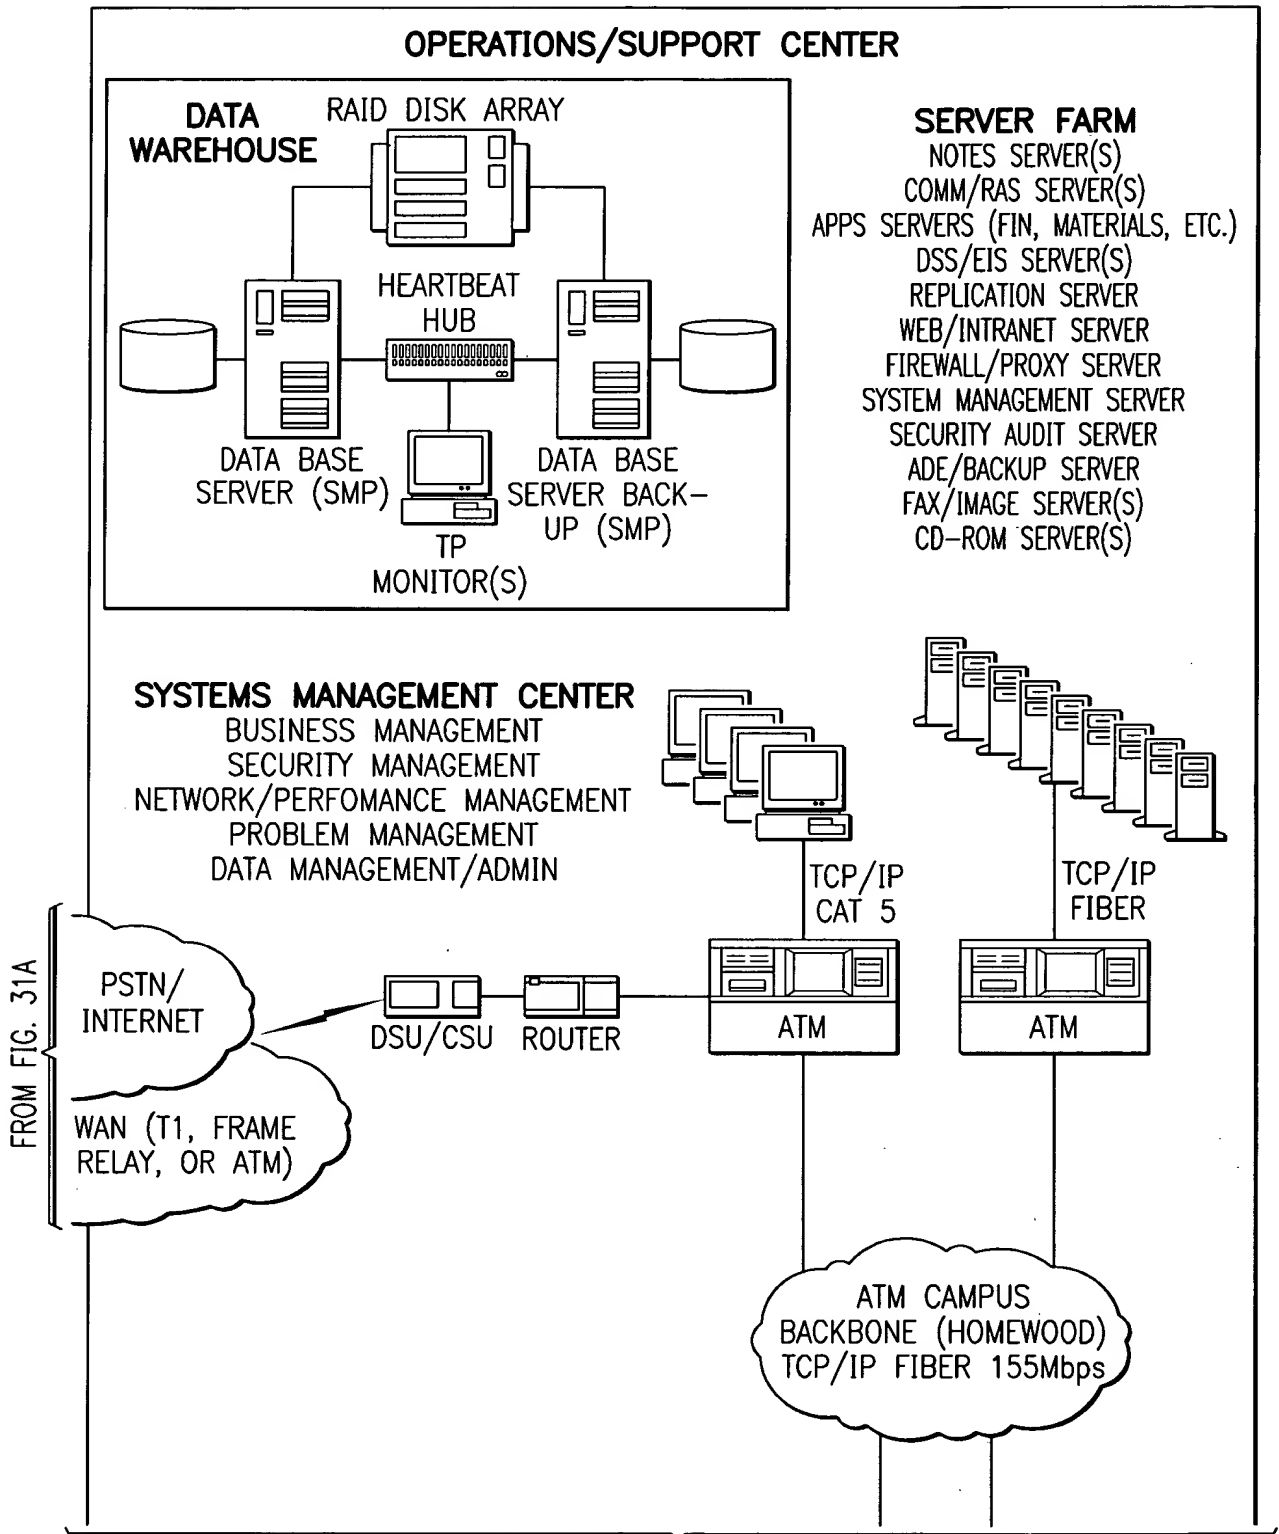 OPERATIONS/SUPPORT CENTER
DATA
WAREHOUSE
RAID DISK ARRAY
HEARTBEAT
HUB
DATA BASE
SERVER (SMP)
DATA BASE
SERVER BACK-
UP (SMP)
TP
MONITOR(S)
SERVER FARM
NOTES SERVER(S)
COMM/RAS SERVER(S)
APPS SERVERS (FIN, MATERIALS, ETC.)
DSS/EIS SERVER(S)
REPLICATION SERVER
WEB/INTRANET SERVER
FIREWALL/PROXY SERVER
SYSTEM MANAGEMENT SERVER
SECURITY AUDIT SERVER
ADE/BACKUP SERVER
FAX/IMAGE SERVER(S)
CD-ROM SERVER(S)
SYSTEMS MANAGEMENT CENTER
BUSINESS MANAGEMENT
SECURITY MANAGEMENT
NETWORK/PERFOMANCE MANAGEMENT
PROBLEM MANAGEMENT
DATA MANAGEMENT/ADMIN
TCP/IP
CAT 5
TCP/IP
FIBER
FROM FIG. 31A
PSTN/
INTERNET
DSU/CSU
ROUTER
ATM
ATM
WAN (T1, FRAME
RELAY, OR ATM)
ATM CAMPUS
BACKBONE (HOMEWOOD)
TCP/IP FIBER 155Mbps